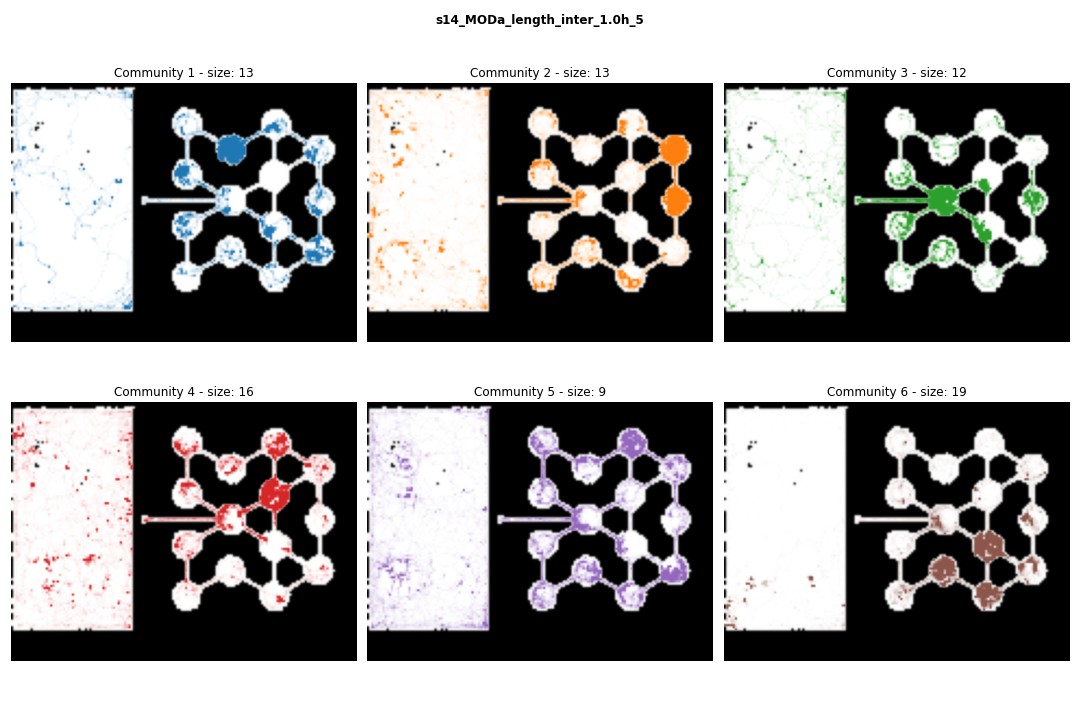 s14_MODa_length_inter_1.0h_5
Community 1 - size: 13
Community 2 - size: 13
Community 3 - size: 12
Community 4 - size: 16
Community 5 - size: 9
Community 6 - size: 19